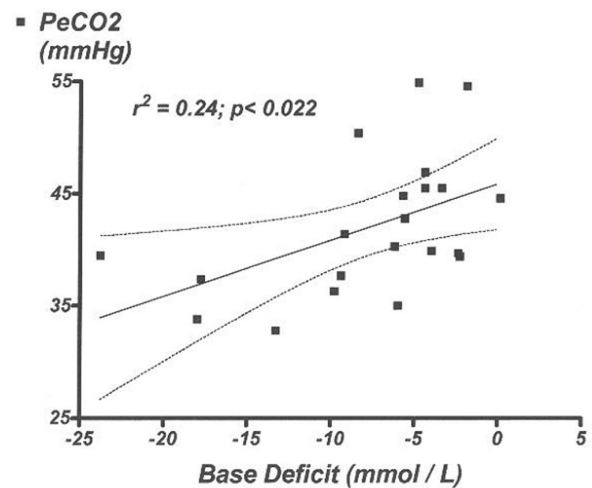 PeCO2
(mmHg)
55
r² = 0.24; p< 0.022
45
35
25
-25 -20 -15 -10 -5 0 5
Base Deficit (mmol / L)